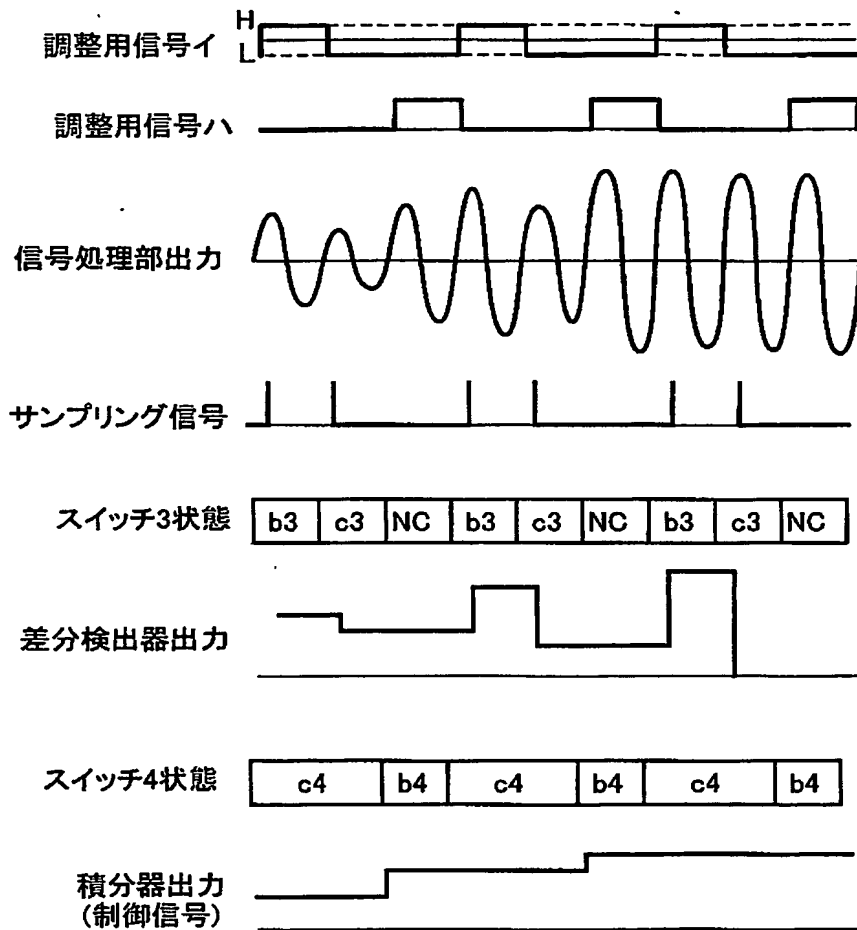 H
調整用信号イ
L
調整用信号ハ
信号処理部出力
サンプリング信号
スイッチ3状態 b3 c3 NC b3 c3 NC b3 c3 NC
差分検出器出力
スイッチ4状態 c4 b4 c4 b4 c4 b4
積分器出力
(制御信号)